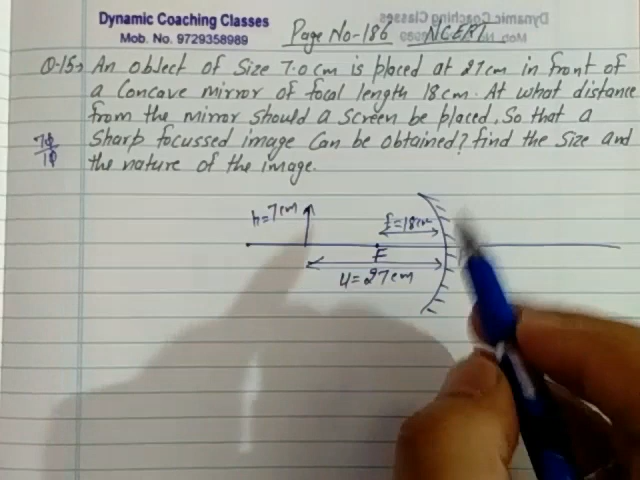 Dynamic Coaching Classes
Mob. No. 9729358989
Page No-186 NCERT
Q.15> An object of Size 7.0 cm is placed at 27 cm in front of
a Concave mirror of focal length 18 cm. At what distance
from the mirror should a screen be placed, So that a
Sharp focussed image Can be obtained? find the Size and
the nature of the image.
h=7cm
f=18cm
F
u=27cm